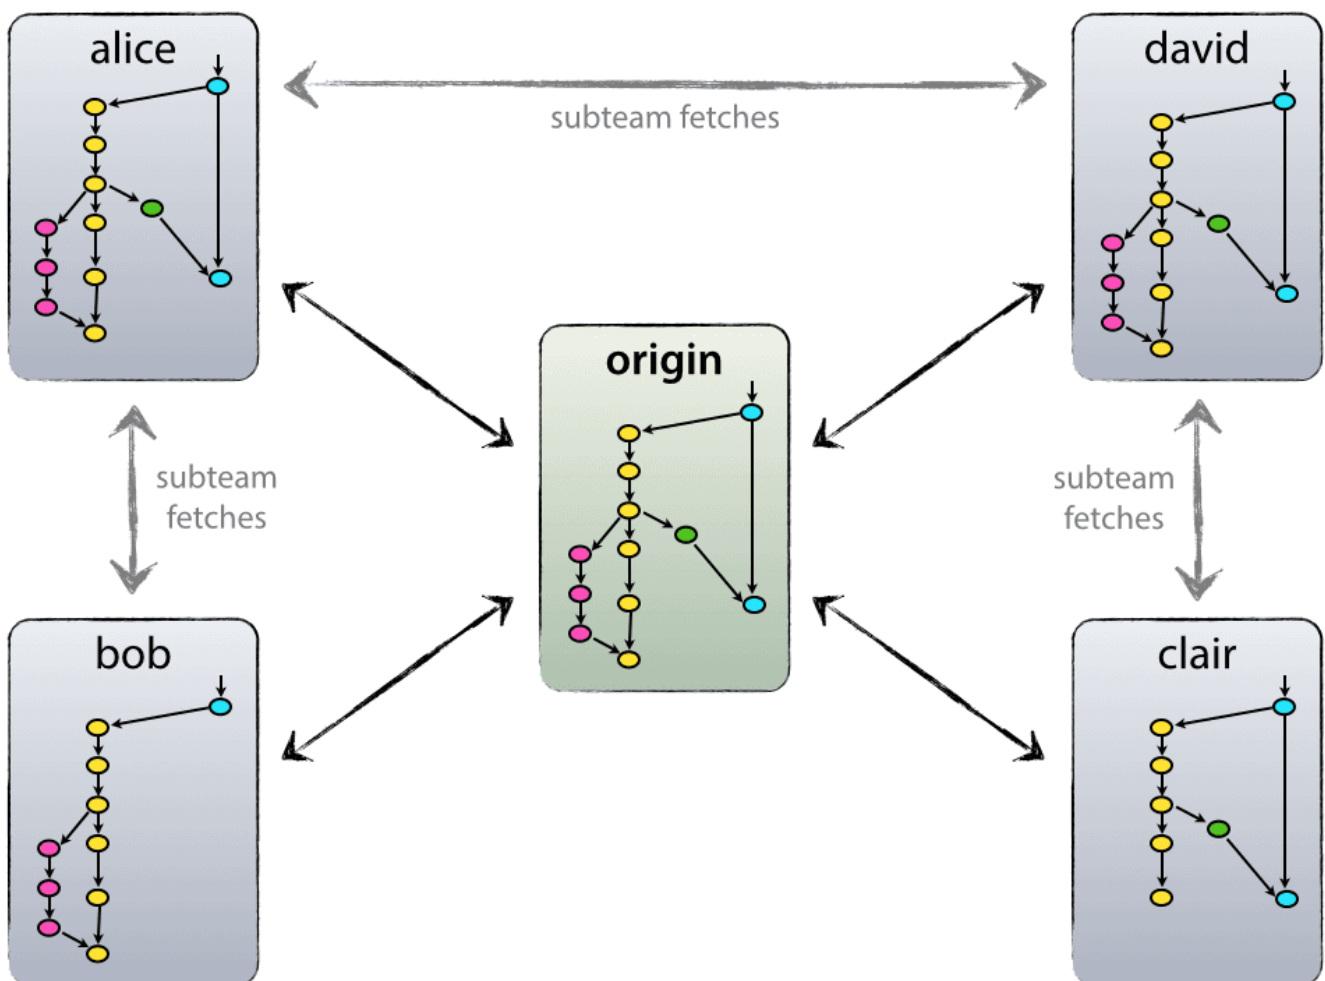 alice
david
subteam fetches
origin
subteam
fetches
subteam
fetches
bob
clair